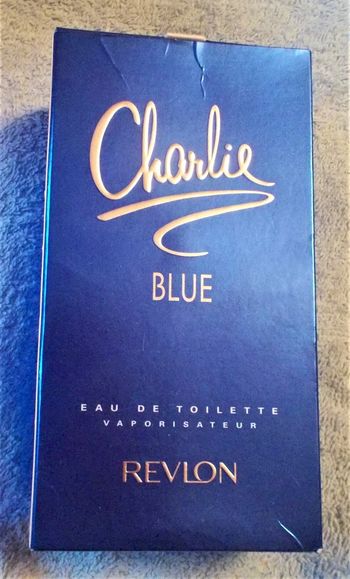 Charlie
BLUE
EAU DE TOILETTE
VAPORISATEUR
REVLON